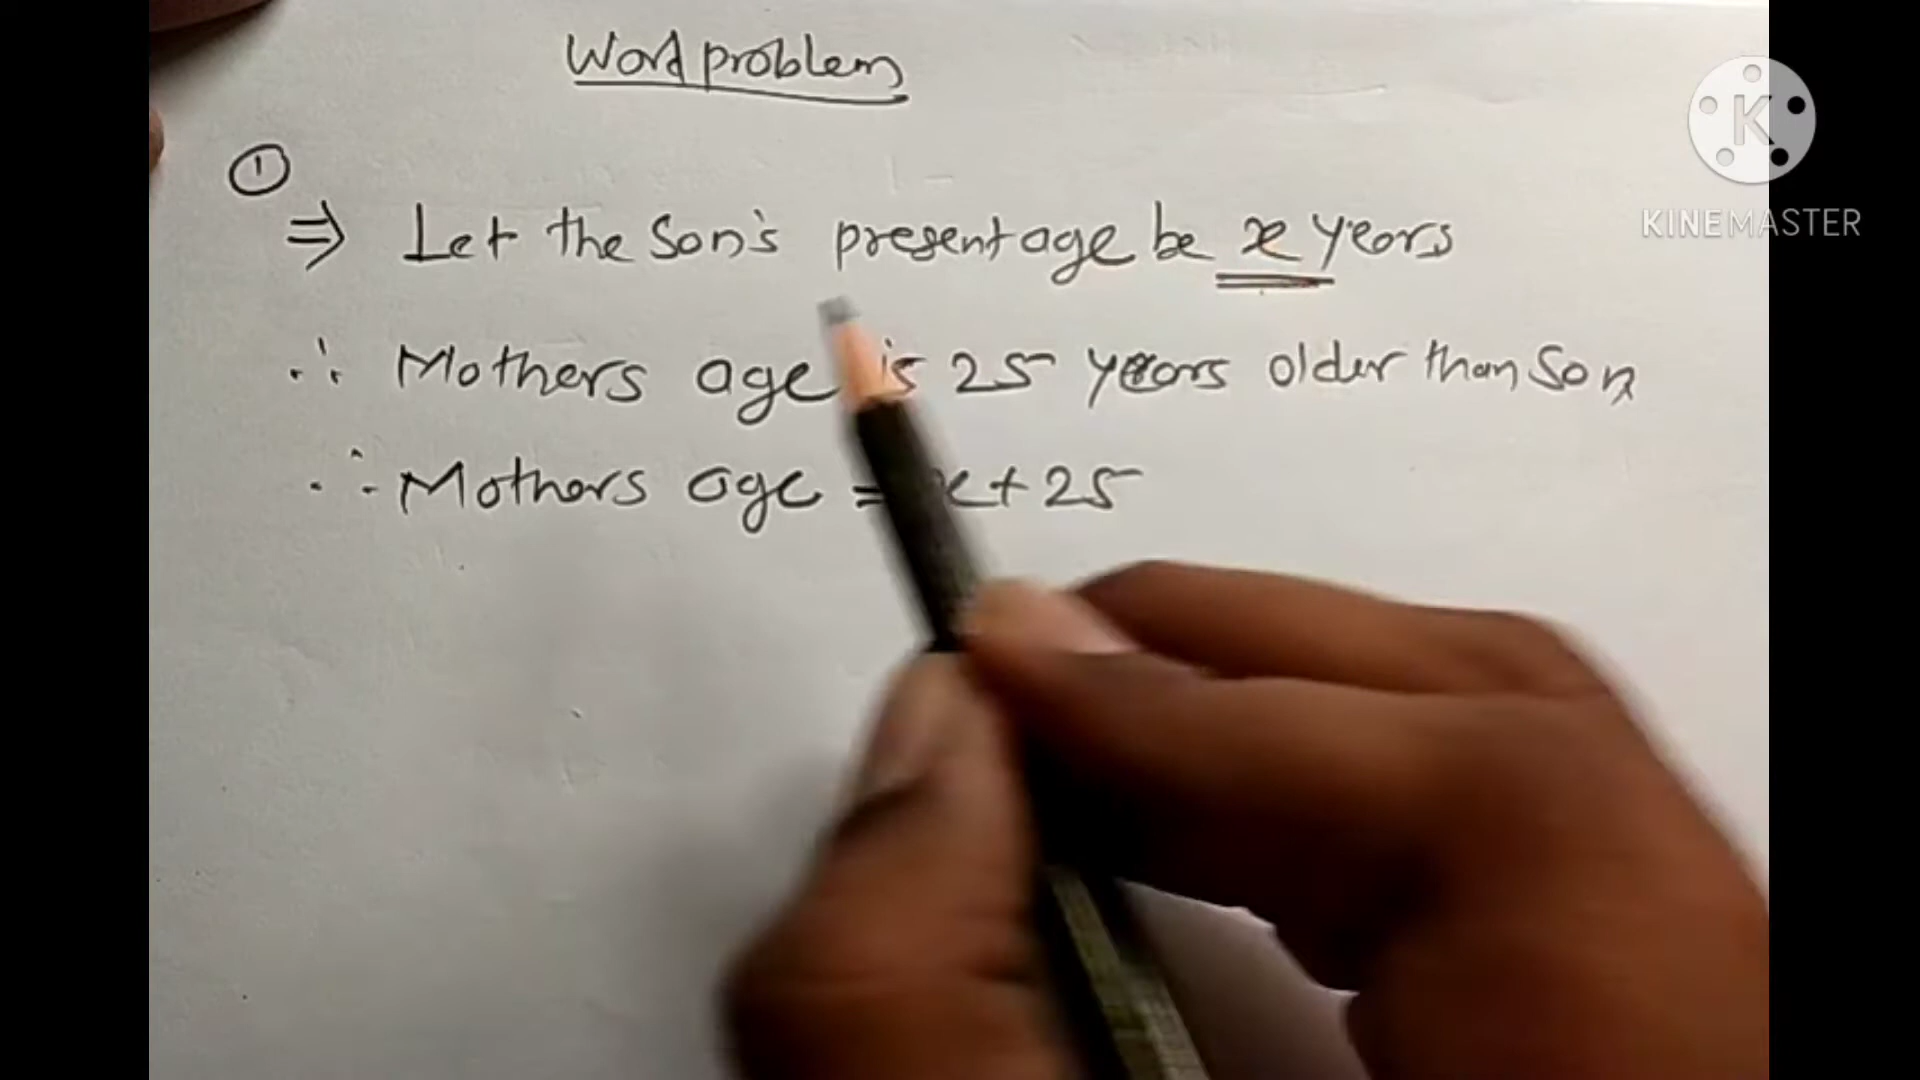 Word problem
①
⇒ Let the Son's present age be x years
K
KINEMASTER
∴ Mothers age is 25 years older than Son
∴ Mothers age = x + 25